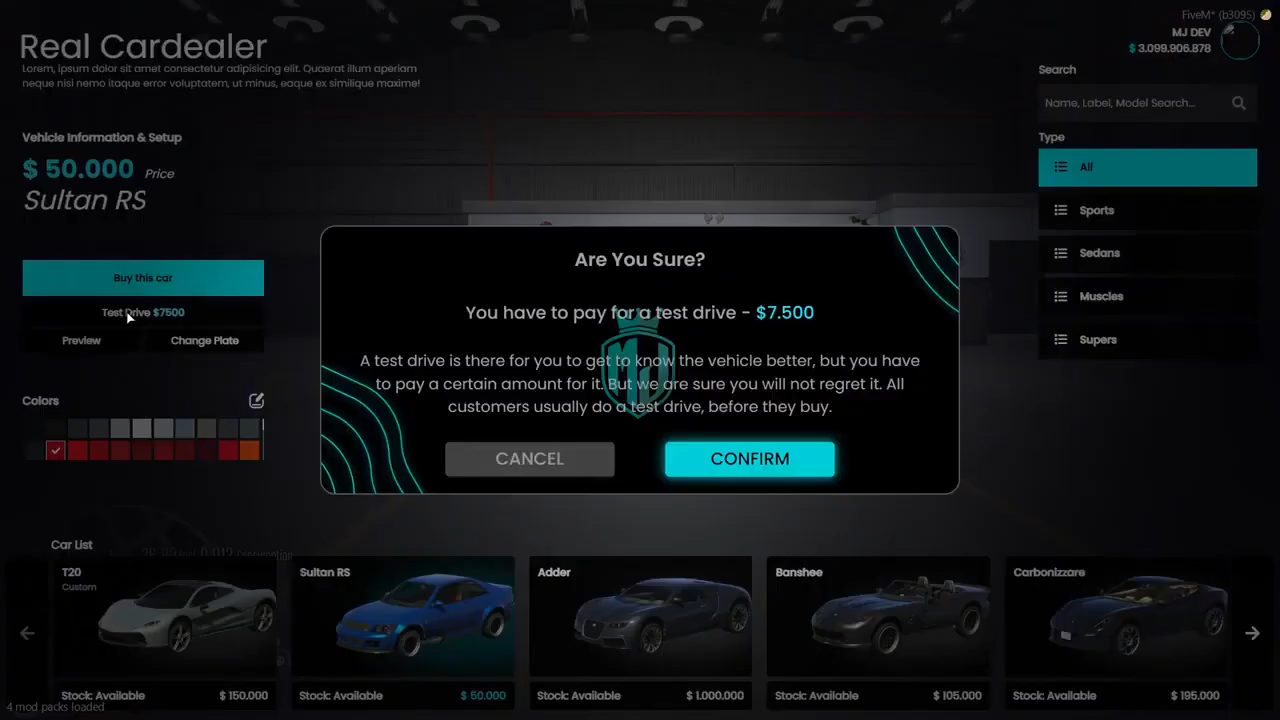 FiveM* (b3095)
MJ DEV
$ 3.099.906.878
Real Cardealer
Lorem, ipsum dolor sit amet consectetur adipisicing elit. Quaerat illum aperiam
neque nisi nemo itaque error voluptatem, ut minus, eaque ex similique maxime!
Search
Name, Label, Model Search...
Type
All
Sports
Sedans
Muscles
Supers
Vehicle Information & Setup
$ 50.000 Price
Sultan RS
Buy this car
Test Drive $7500
Preview
Change Plate
Colors
Are You Sure?
You have to pay for a test drive - $7.500
A test drive is there for you to get to know the vehicle better, but you have
to pay a certain amount for it. But we are sure you will not regret it. All
customers usually do a test drive, before they buy.
CANCEL
CONFIRM
MJ
Car List
T20
Custom
Stock: Available $ 150.000
Sultan RS
Stock: Available $ 50.000
Adder
Stock: Available $ 1.000.000
Banshee
Stock: Available $ 105.000
Carbonizzare
Stock: Available $ 195.000
4 mod packs loaded